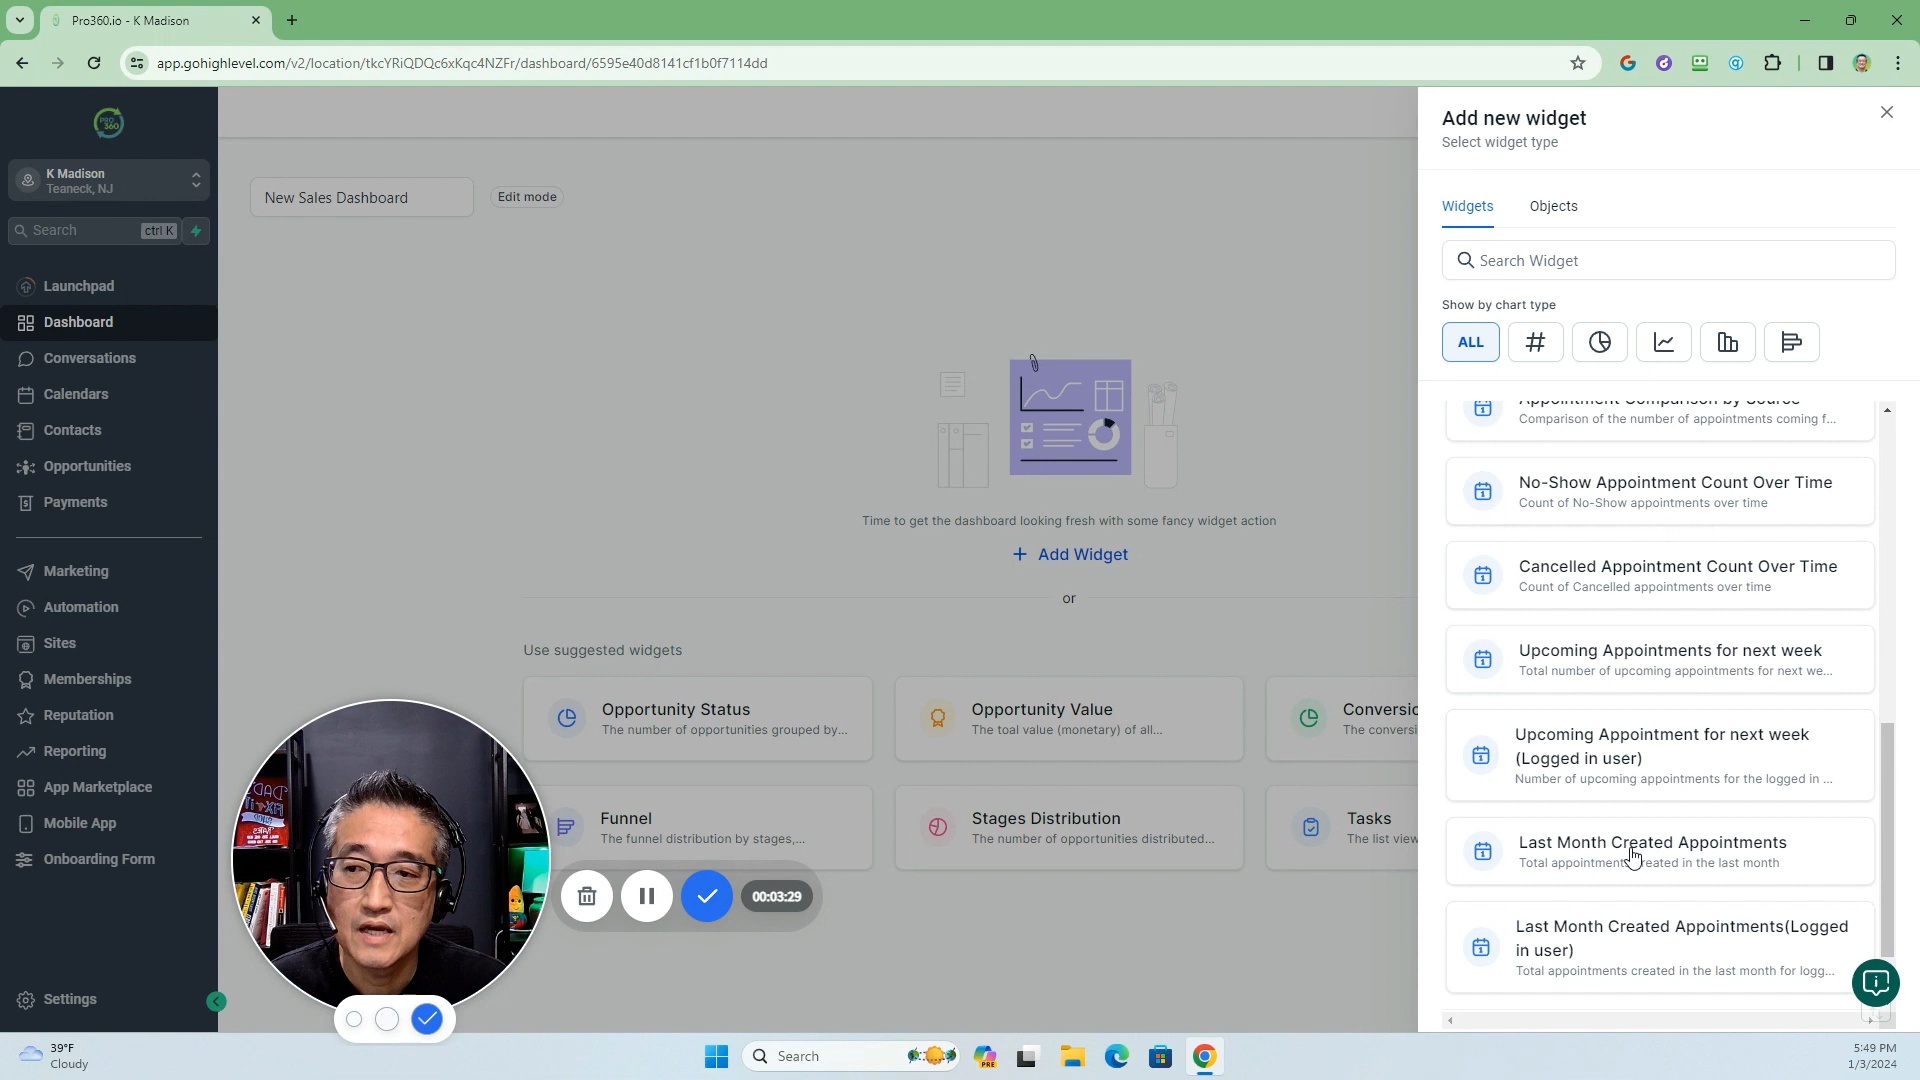 Pro360.io - K Madison
app.gohighlevel.com/v2/location/tkcYRiQDQc6xKqc4NZFr/dashboard/6595e40d8141cf1b0f7114dd
PRO
360
K Madison
Teaneck, NJ
Search
ctrl K
Launchpad
Dashboard
Conversations
Calendars
Contacts
Opportunities
Payments
Marketing
Automation
Sites
Memberships
Reputation
Reporting
App Marketplace
Mobile App
Onboarding Form
Settings
New Sales Dashboard
Edit mode
Time to get the dashboard looking fresh with some fancy widget action
+ Add Widget
or
Use suggested widgets
Opportunity Status
The number of opportunities grouped by...
Opportunity Value
The toal value (monetary) of all...
Conversio
The conversi
Funnel
The funnel distribution by stages,...
Stages Distribution
The number of opportunities distributed...
Tasks
The list view
00:03:29
Add new widget
Select widget type
Widgets
Objects
Search Widget
Show by chart type
ALL
Appointment Comparison by Source
Comparison of the number of appointments coming f...
No-Show Appointment Count Over Time
Count of No-Show appointments over time
Cancelled Appointment Count Over Time
Count of Cancelled appointments over time
Upcoming Appointments for next week
Total number of upcoming appointments for next we...
Upcoming Appointment for next week
(Logged in user)
Number of upcoming appointments for the logged in ...
Last Month Created Appointments
Total appointments created in the last month
Last Month Created Appointments(Logged
in user)
Total appointments created in the last month for logg...
39°F
Cloudy
Search
PRE
5:49 PM
1/3/2024